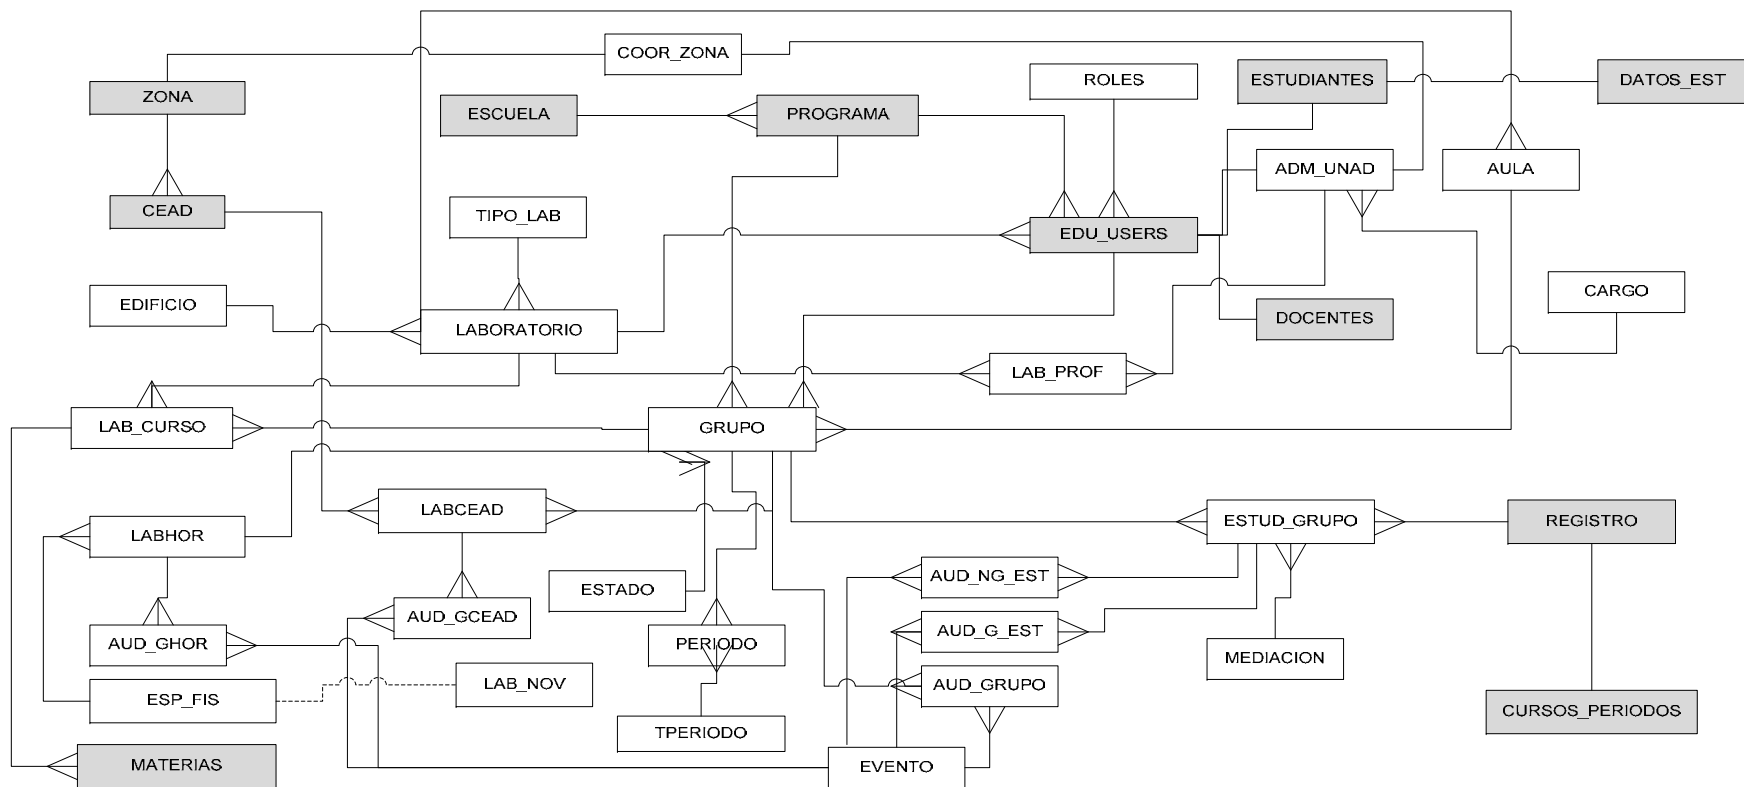 COOR_ZONA
ROLES
ESTUDIANTES
DATOS_EST
ZONA
ESCUELA
PROGRAMA
ADM_UNAD
AULA
CEAD
TIPO_LAB
EDU_USERS
EDIFICIO
LABORATORIO
DOCENTES
CARGO
LAB_PROF
LAB_CURSO
GRUPO
LABCEAD
LABHOR
ESTUD_GRUPO
REGISTRO
ESTADO
AUD_NG_EST
AUD_GCEAD
AUD_G_EST
AUD_GHOR
PERIODO
MEDIACION
ESP_FIS
LAB_NOV
AUD_GRUPO
CURSOS_PERIODOS
TPERIODO
MATERIAS
EVENTO